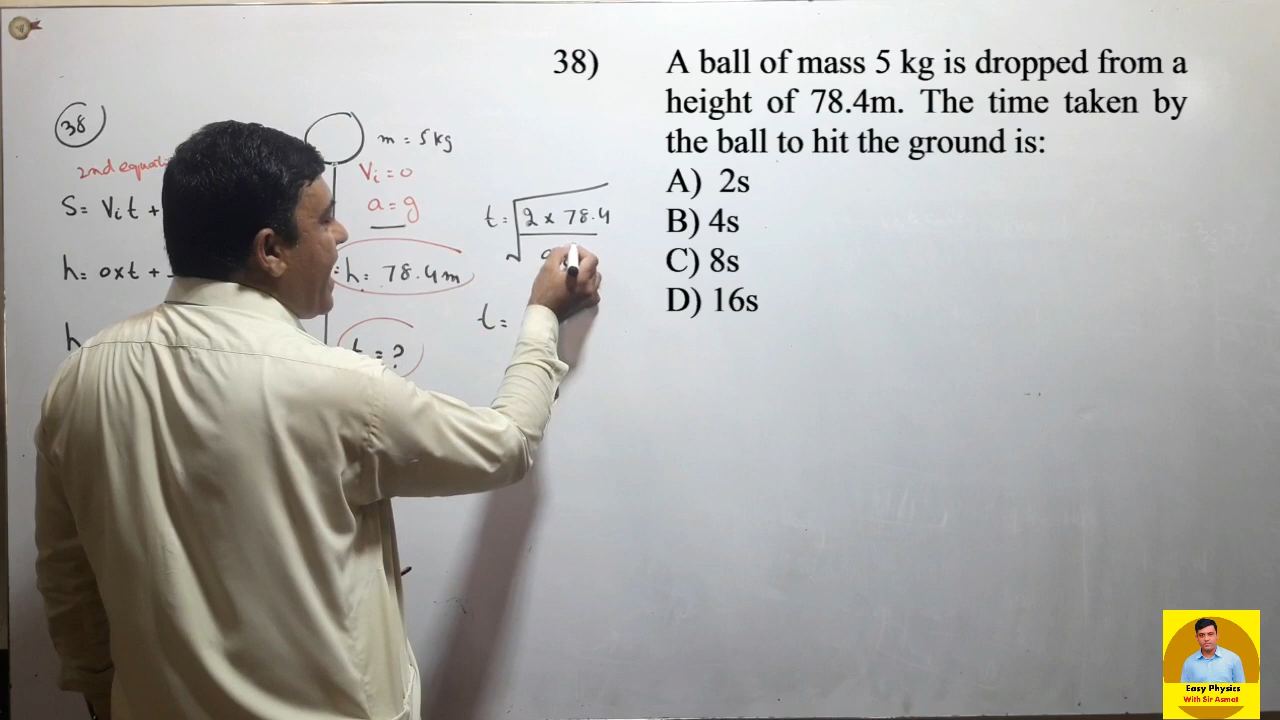 38)
A ball of mass 5 kg is dropped from a
height of 78.4m. The time taken by
the ball to hit the ground is:
A) 2s
B) 4s
C) 8s
D) 16s
38
2nd
S= Vit +
h= 0xt +
h
m = 5kg
Vi = 0
a = g
h= 78.4m
= ?
t= √ 2 x 78.4
t=
Easy Physics
With Sir Asmat